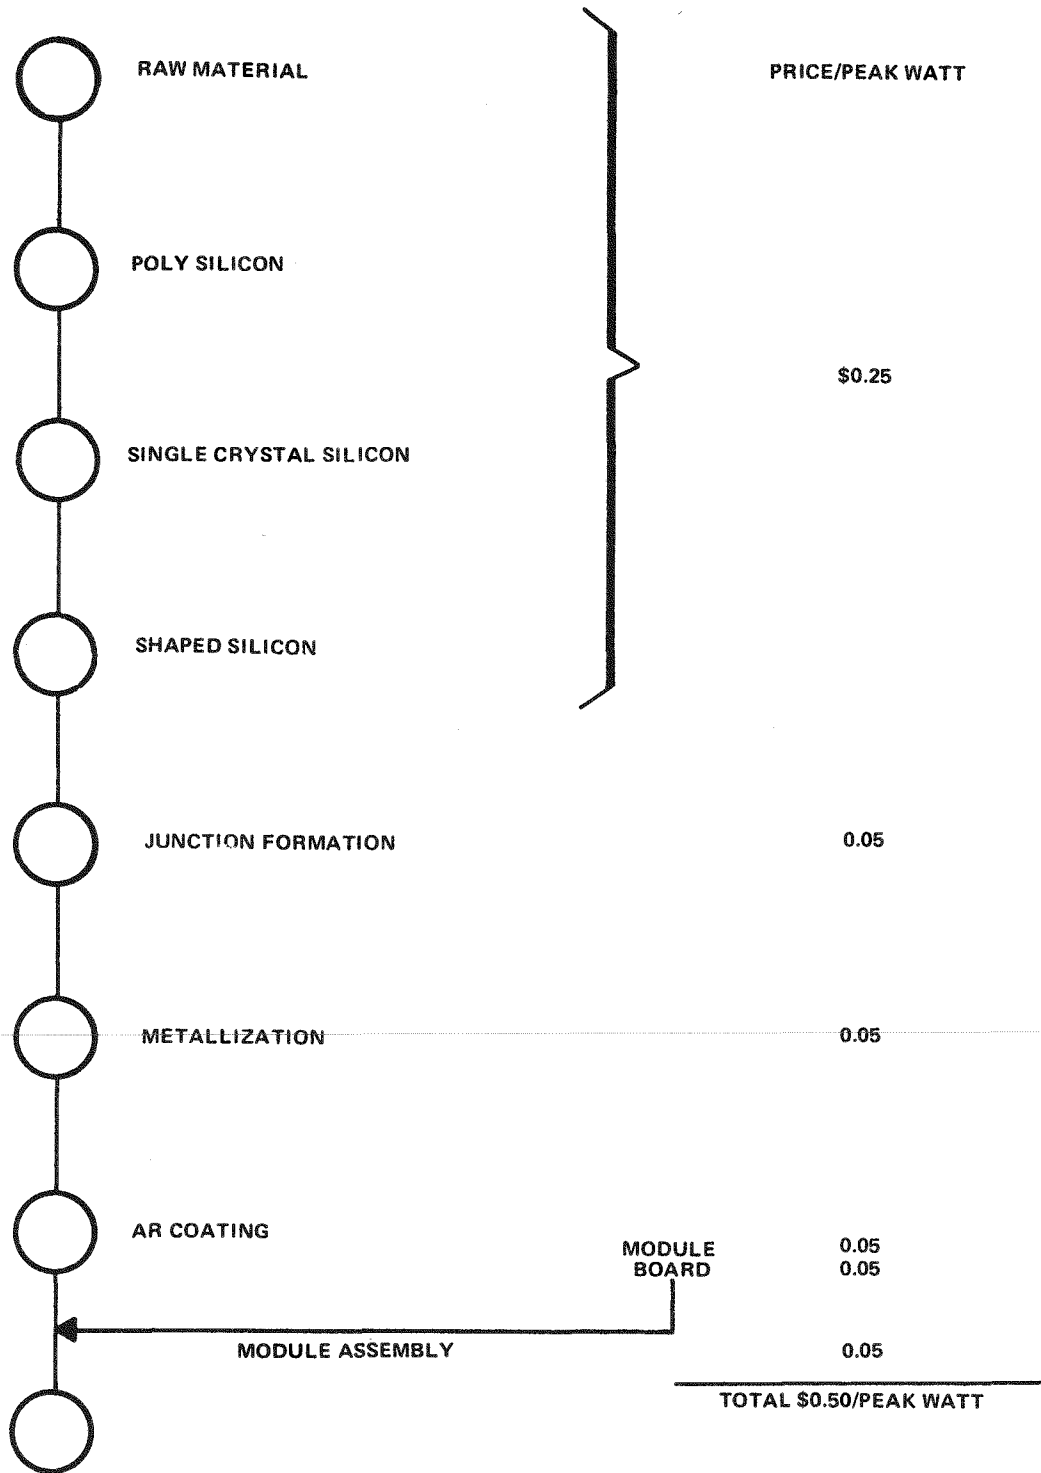 RAW MATERIAL
PRICE/PEAK WATT
POLY SILICON
$0.25
SINGLE CRYSTAL SILICON
SHAPED SILICON
JUNCTION FORMATION
0.05
METALLIZATION
0.05
AR COATING
MODULE
BOARD
0.05
0.05
MODULE ASSEMBLY
0.05
TOTAL $0.50/PEAK WATT